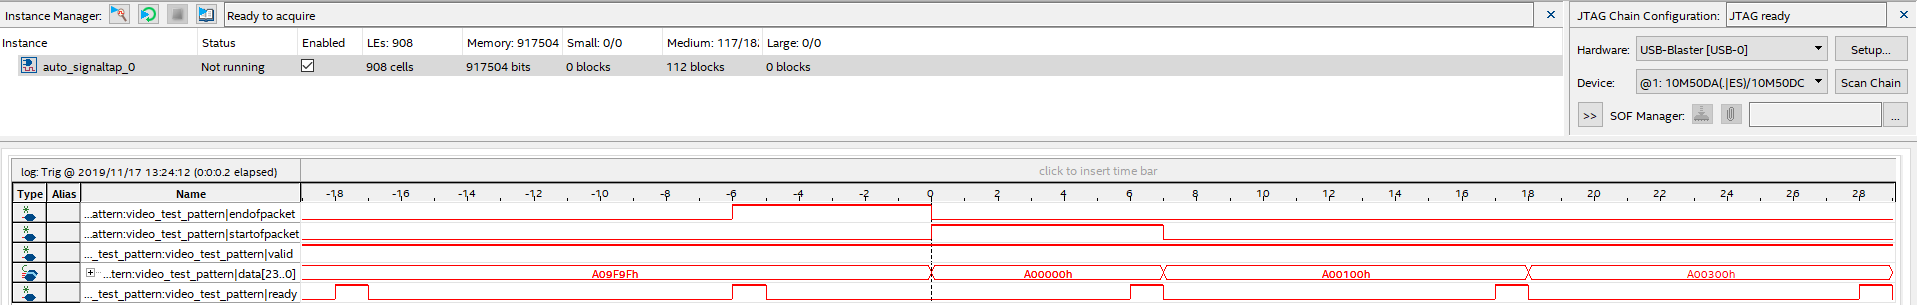 Instance Manager: Ready to acquire × JTAG Chain Configuration: JTAG ready ×
Instance Status Enabled LEs: 908 Memory: 917504 Small: 0/0 Medium: 117/18 Large: 0/0
Hardware: USB-Blaster [USB-0] Setup...
auto_signaltap_0 Not running 908 cells 917504 bits 0 blocks 112 blocks 0 blocks
Device: @1: 10M50DA(.|ES)/10M50DC Scan Chain
>> SOF Manager: ...
log: Trig @ 2019/11/17 13:24:12 (0:0:0.2 elapsed) click to insert time bar
Type Alias Name -18 -16 -14 -12 -10 -8 -6 -4 -2 0 2 4 6 8 10 12 14 16 18 20 22 24 26 28
...attern:video_test_pattern|endofpacket
...attern:video_test_pattern|startofpacket
..._test_pattern:video_test_pattern|valid
...tern:video_test_pattern|data[23..0] A09F9Fh A00000h A00100h A00300h
..._test_pattern:video_test_pattern|ready